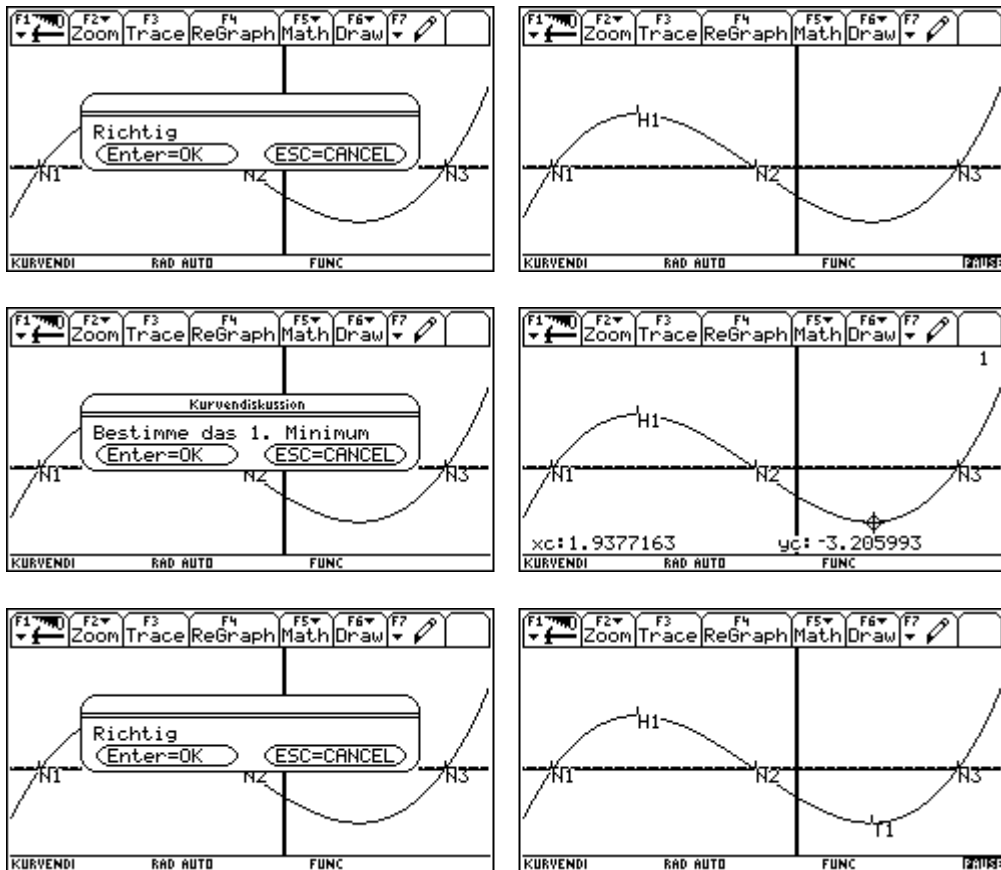 F1 F2 F3 F4 F5 F6 F7
Zoom Trace ReGraph Math Draw
Richtig
Enter=OK ESC=CANCEL
N1 N2 N3
KURVENDI RAD AUTO FUNC
F1 F2 F3 F4 F5 F6 F7
Zoom Trace ReGraph Math Draw
H1
N1 N2 N3
KURVENDI RAD AUTO FUNC PAUSE
F1 F2 F3 F4 F5 F6 F7
Zoom Trace ReGraph Math Draw
Kurvendiskussion
Bestimme das 1. Minimum
Enter=OK ESC=CANCEL
N1 N2 N3
KURVENDI RAD AUTO FUNC
F1 F2 F3 F4 F5 F6 F7
Zoom Trace ReGraph Math Draw
1
H1
N1 N2 N3
xc:1.9377163 yc:-3.205993
KURVENDI RAD AUTO FUNC
F1 F2 F3 F4 F5 F6 F7
Zoom Trace ReGraph Math Draw
Richtig
Enter=OK ESC=CANCEL
N1 N2 N3
KURVENDI RAD AUTO FUNC
F1 F2 F3 F4 F5 F6 F7
Zoom Trace ReGraph Math Draw
H1
N1 N2 N3
T1
KURVENDI RAD AUTO FUNC PAUSE